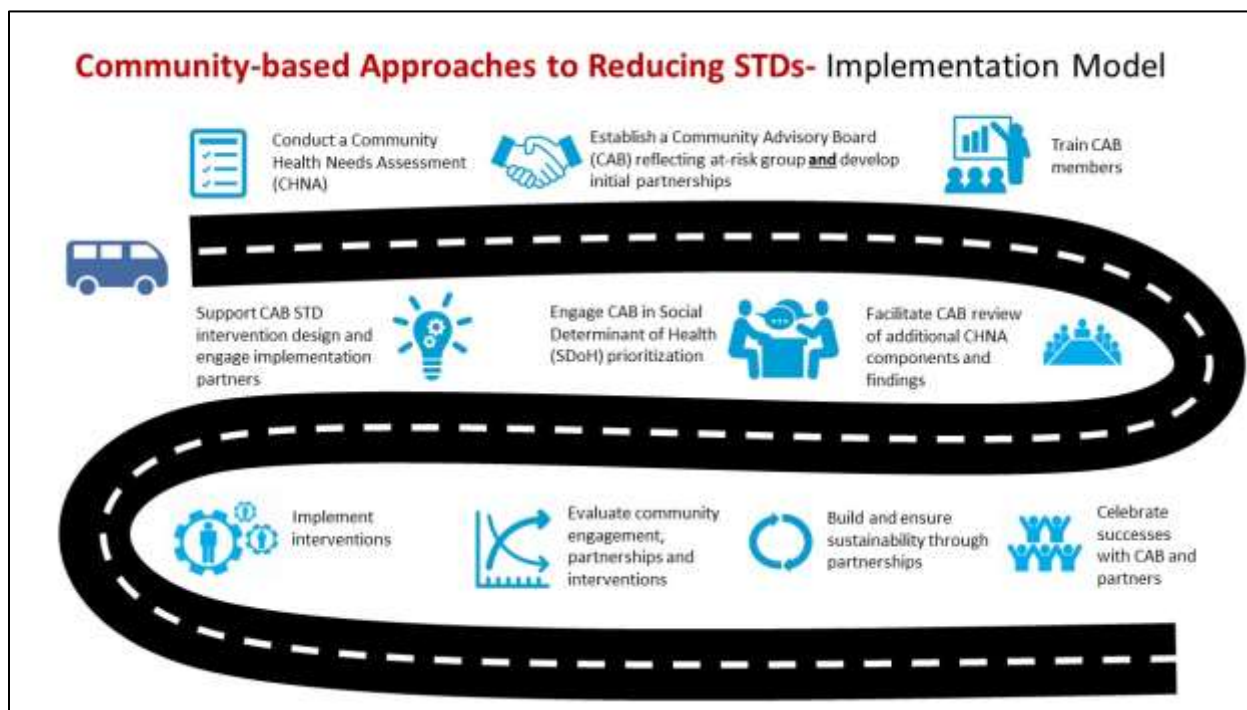 Community-based Approaches to Reducing STDs- Implementation Model
Conduct a Community
Health Needs Assessment
(CHNA)
Establish a Community Advisory Board
(CAB) reflecting at-risk group and develop
initial partnerships
Train CAB
members
Support CAB STD
intervention design and
engage implementation
partners
Engage CAB in Social
Determinant of Health
(SDoH) prioritization
Facilitate CAB review
of additional CHNA
components and
findings
Implement
interventions
Evaluate community
engagement,
partnerships and
interventions
Build and ensure
sustainability through
partnerships
Celebrate
successes
with CAB and
partners